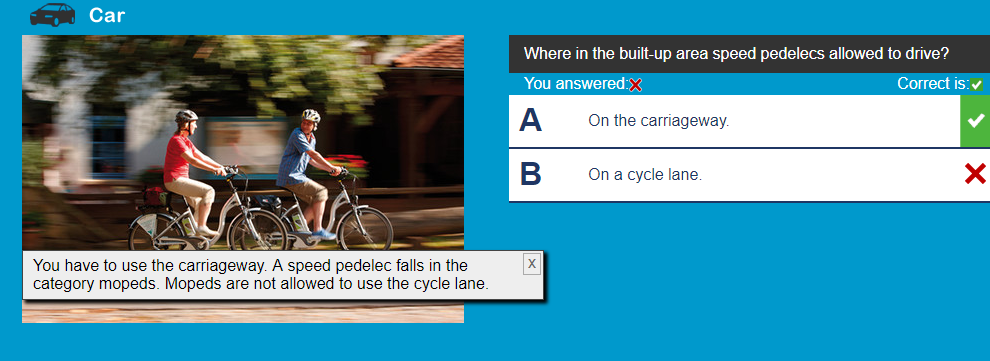 Car
Where in the built-up area speed pedelecs allowed to drive?
You answered:
Correct is:
A
On the carriageway.
B
On a cycle lane.
You have to use the carriageway. A speed pedelec falls in the
category mopeds. Mopeds are not allowed to use the cycle lane.
X